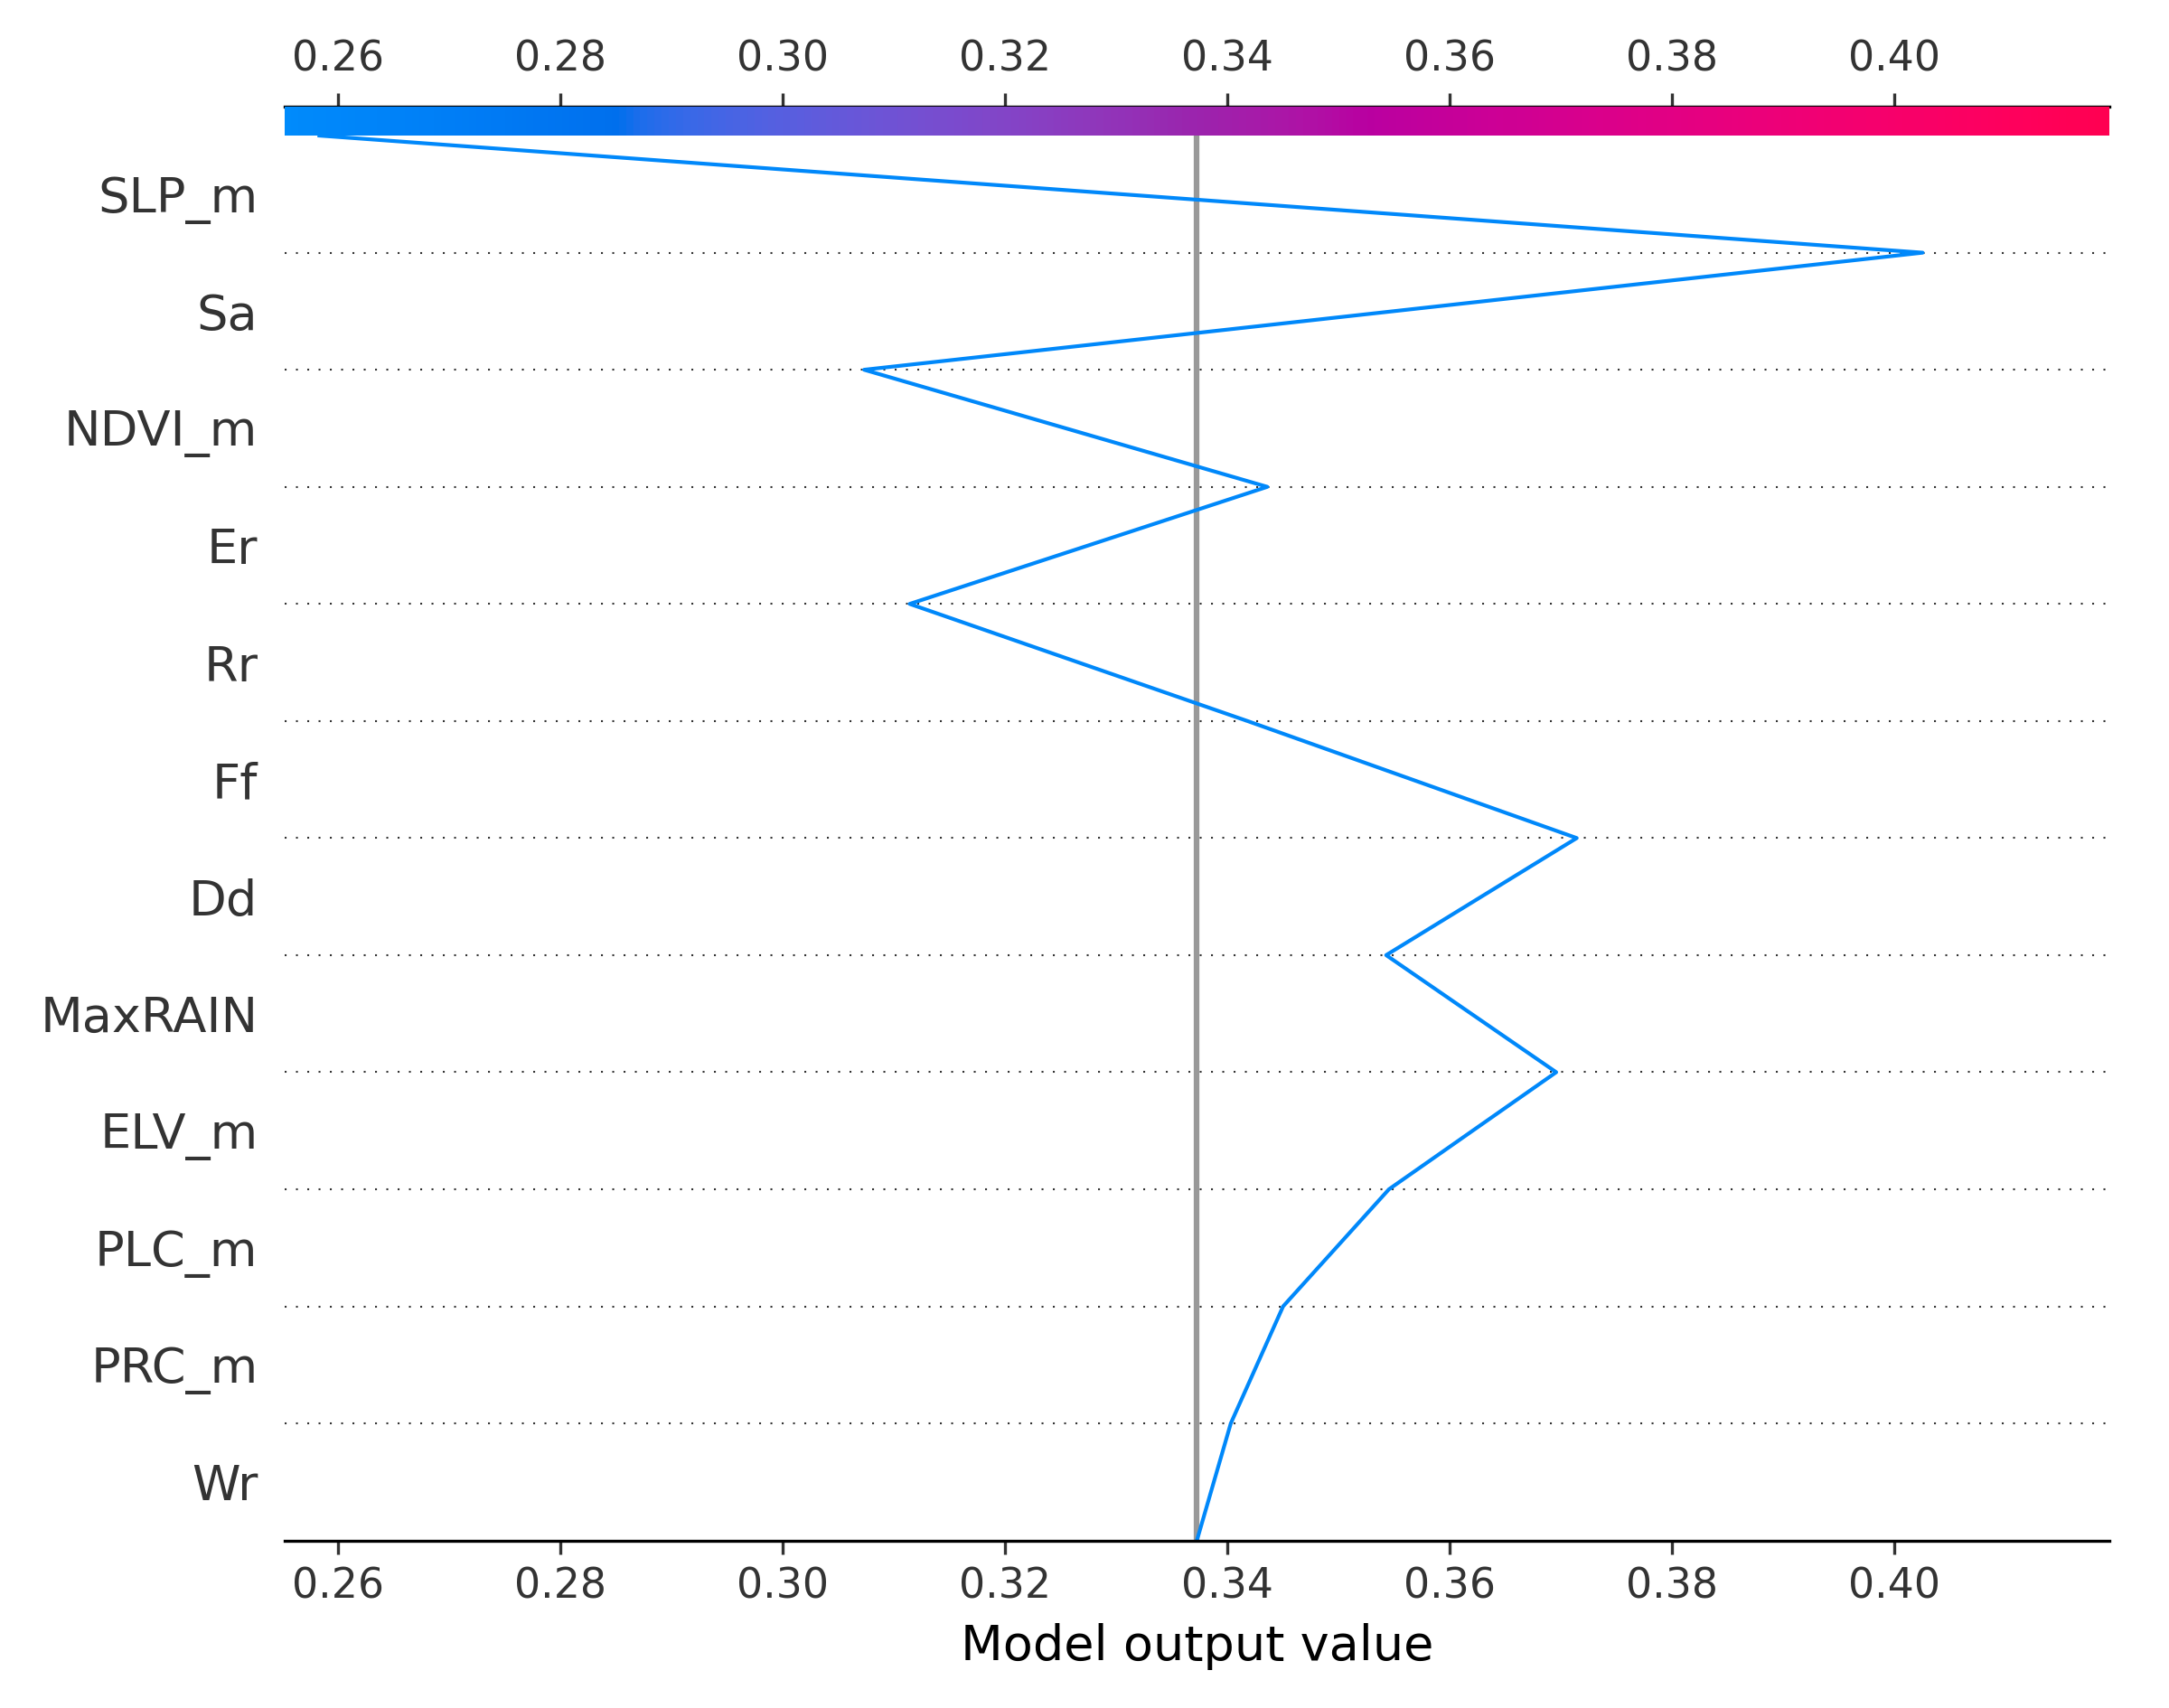 0.26 0.28 0.30 0.32 0.34 0.36 0.38 0.40
SLP_m
Sa
NDVI_m
Er
Rr
Ff
Dd
MaxRAIN
ELV_m
PLC_m
PRC_m
Wr
0.26 0.28 0.30 0.32 0.34 0.36 0.38 0.40
Model output value